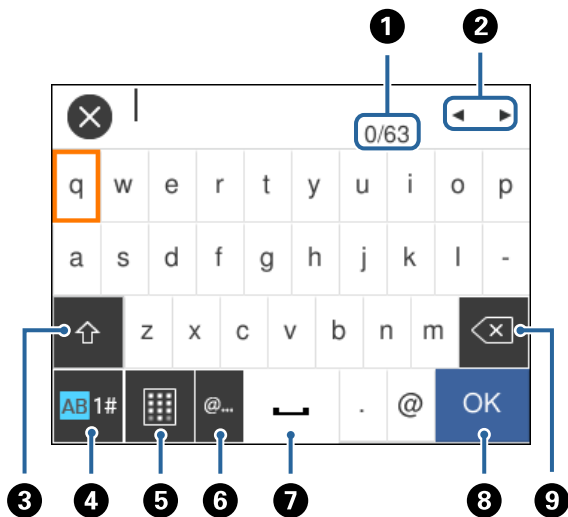 1 2
0/63
q w e r t y u i o p
a s d f g h j k l -
z x c v b n m
AB 1# @... . @ OK
3 4 5 6 7 8 9